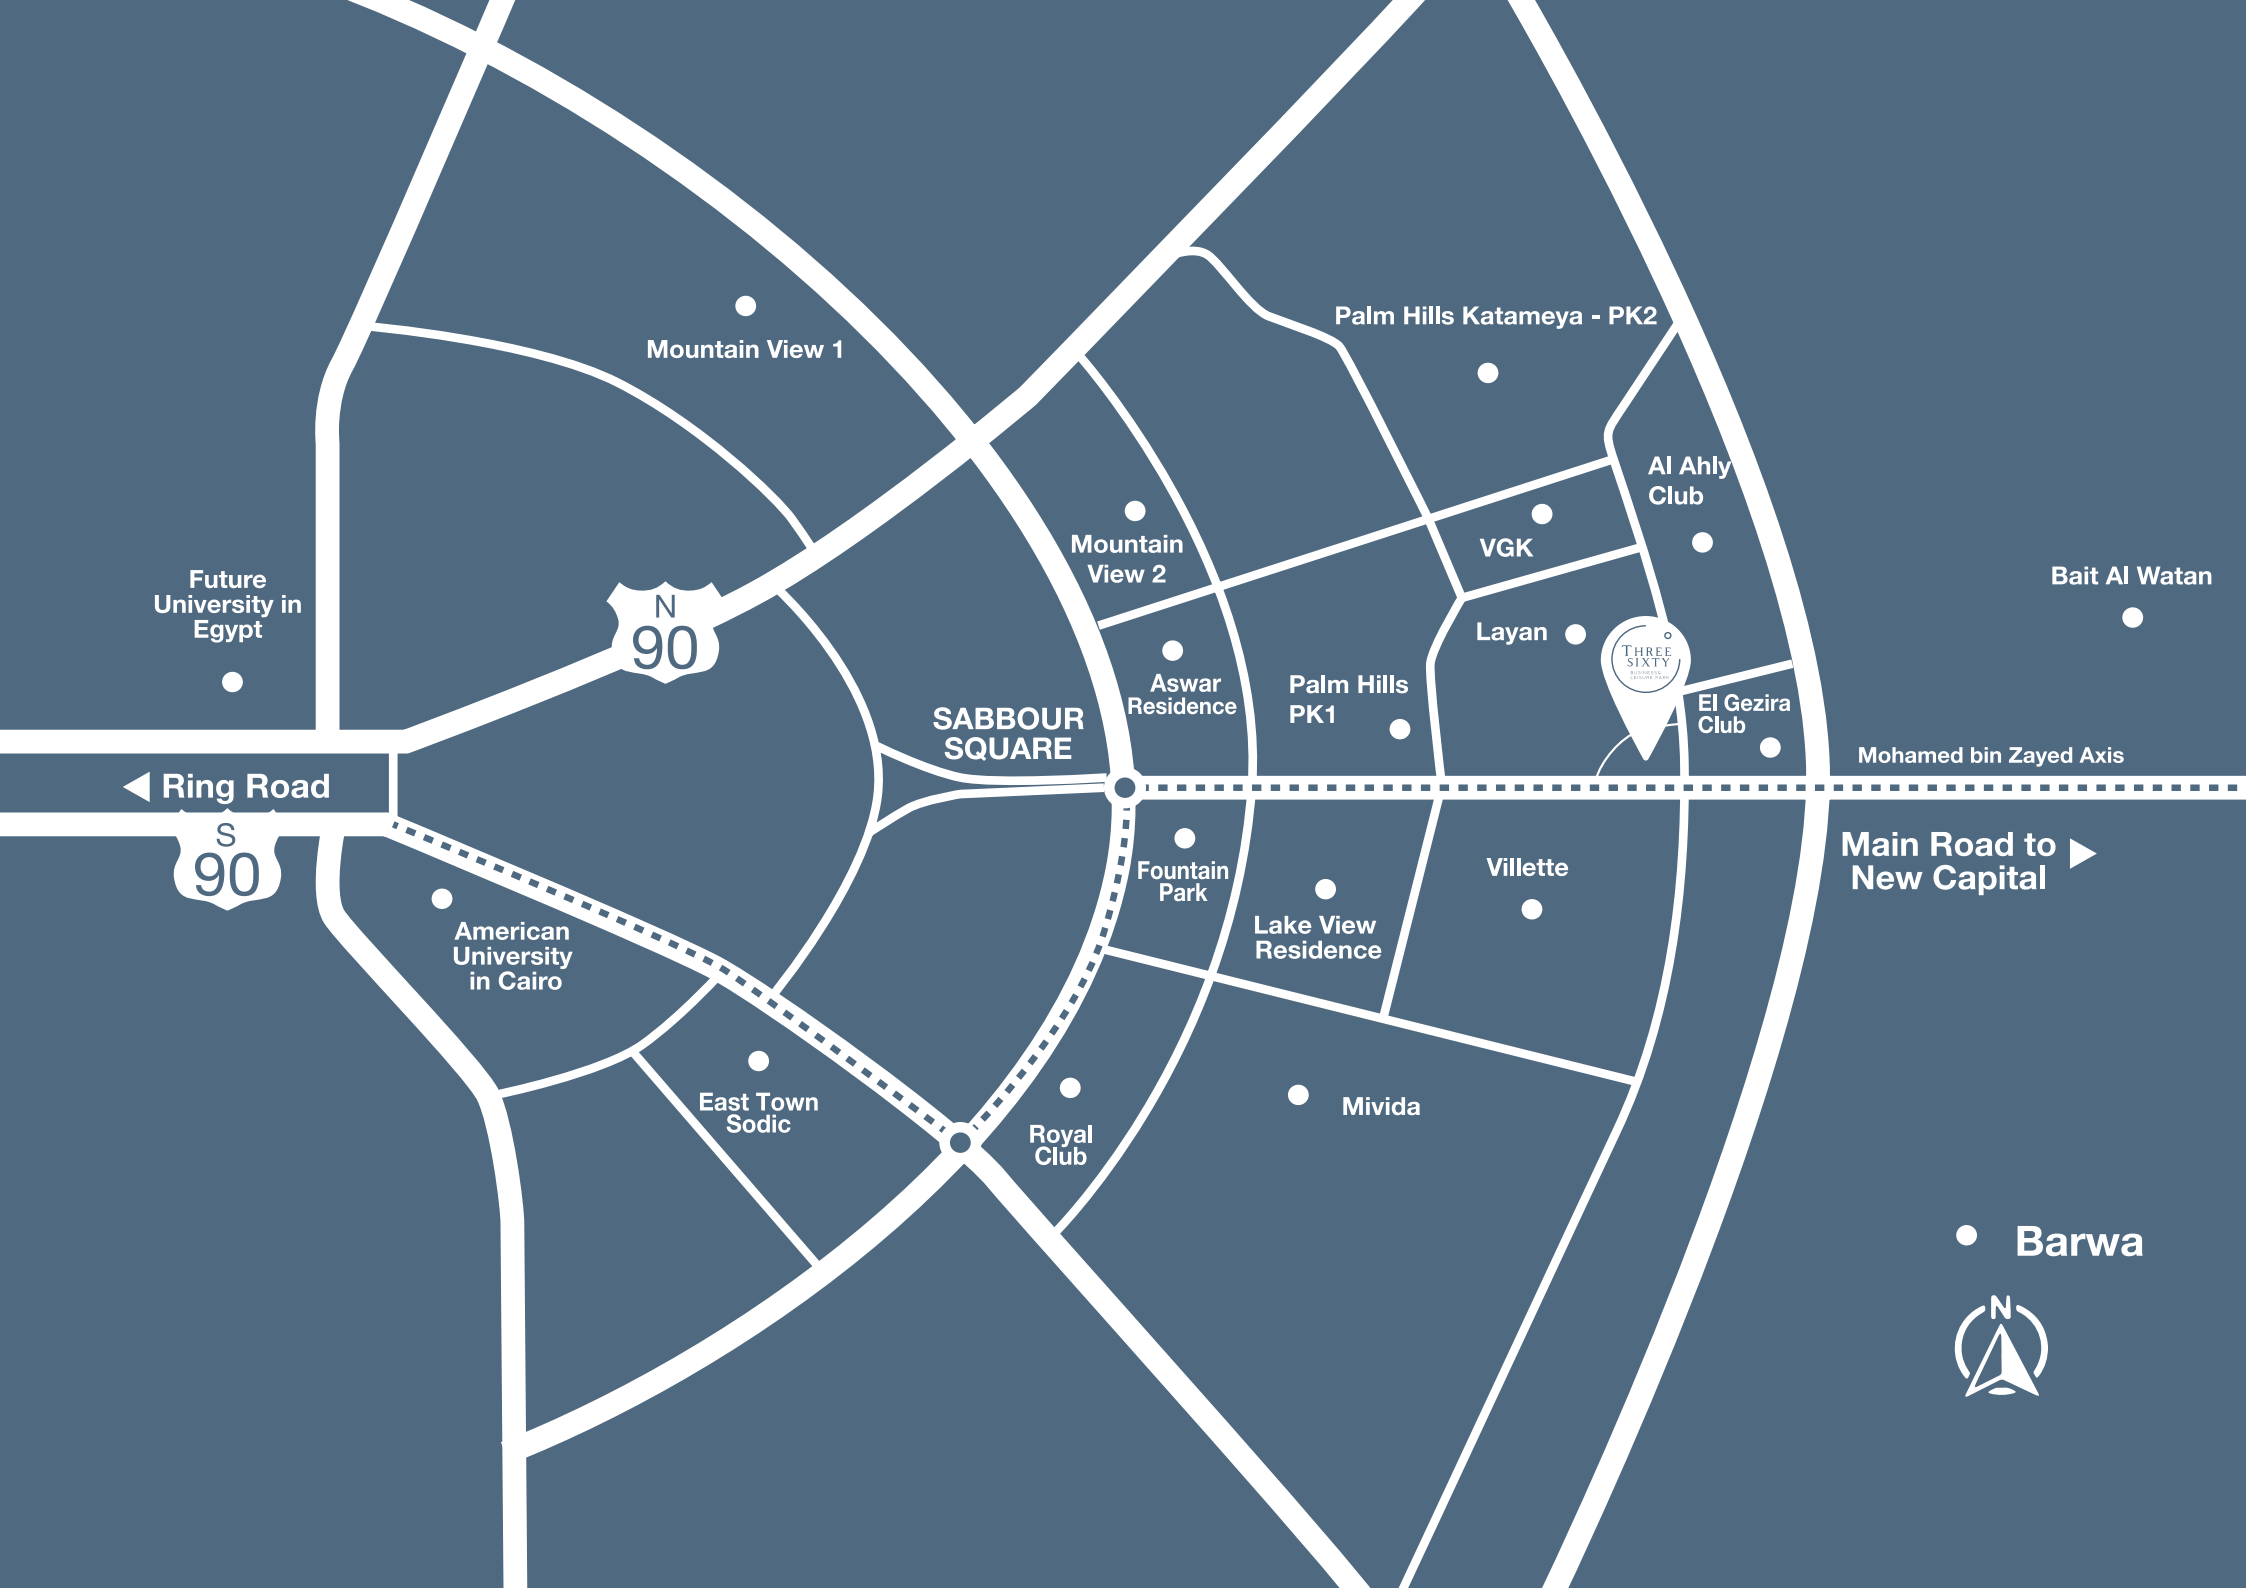 Palm Hills Katameya - PK2
Mountain View 1
Al Ahly
Club
Mountain
View 2
VGK
Future
University in
Egypt
Bait Al Watan
N
90
Layan
THREE
SIXTY
BUSINESS &
LEISURE PARK
Aswar
Residence
Palm Hills
PK1
El Gezira
Club
SABBOUR
SQUARE
Mohamed bin Zayed Axis
Ring Road
S
90
Main Road to
New Capital
Fountain
Park
Villette
Lake View
Residence
American
University
in Cairo
East Town
Sodic
Royal
Club
Mivida
Barwa
N